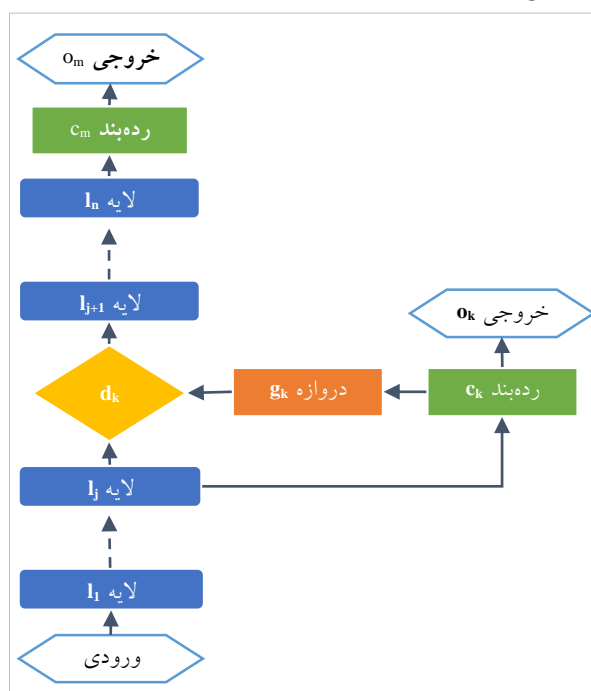 خروجی oₘ
رده‌بند cₘ
لایه lₙ
لایه lⱼ₊₁
خروجی oₖ
dₖ
دروازه gₖ
رده‌بند cₖ
لایه lⱼ
لایه l₁
ورودی